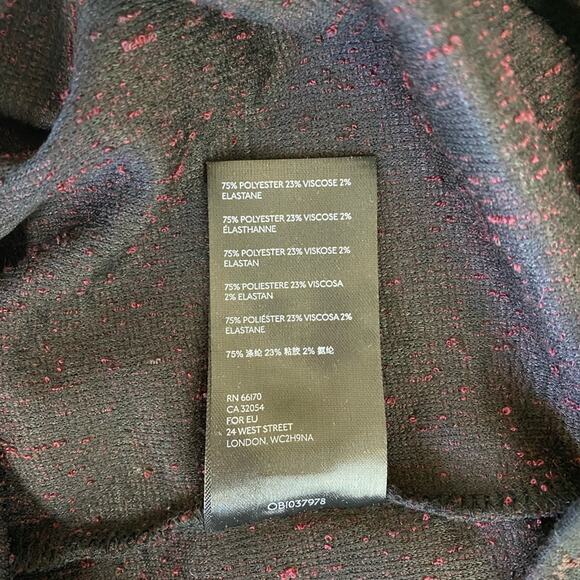 75% POLYESTER 23% VISCOSE 2%
ELASTANE
75% POLYESTER 23% VISCOSE 2%
ÉLASTHANNE
75% POLYESTER 23% VISKOSE 2%
ELASTAN
75% POLIESTERE 23% VISCOSA
2% ELASTAN
75% POLIÉSTER 23% VISCOSA 2%
ELASTANE
75% 涤纶 23% 粘胶 2% 氨纶
RN 66170
CA 32054
FOR EU
24 WEST STREET
LONDON, WC2H9NA
OB1037978